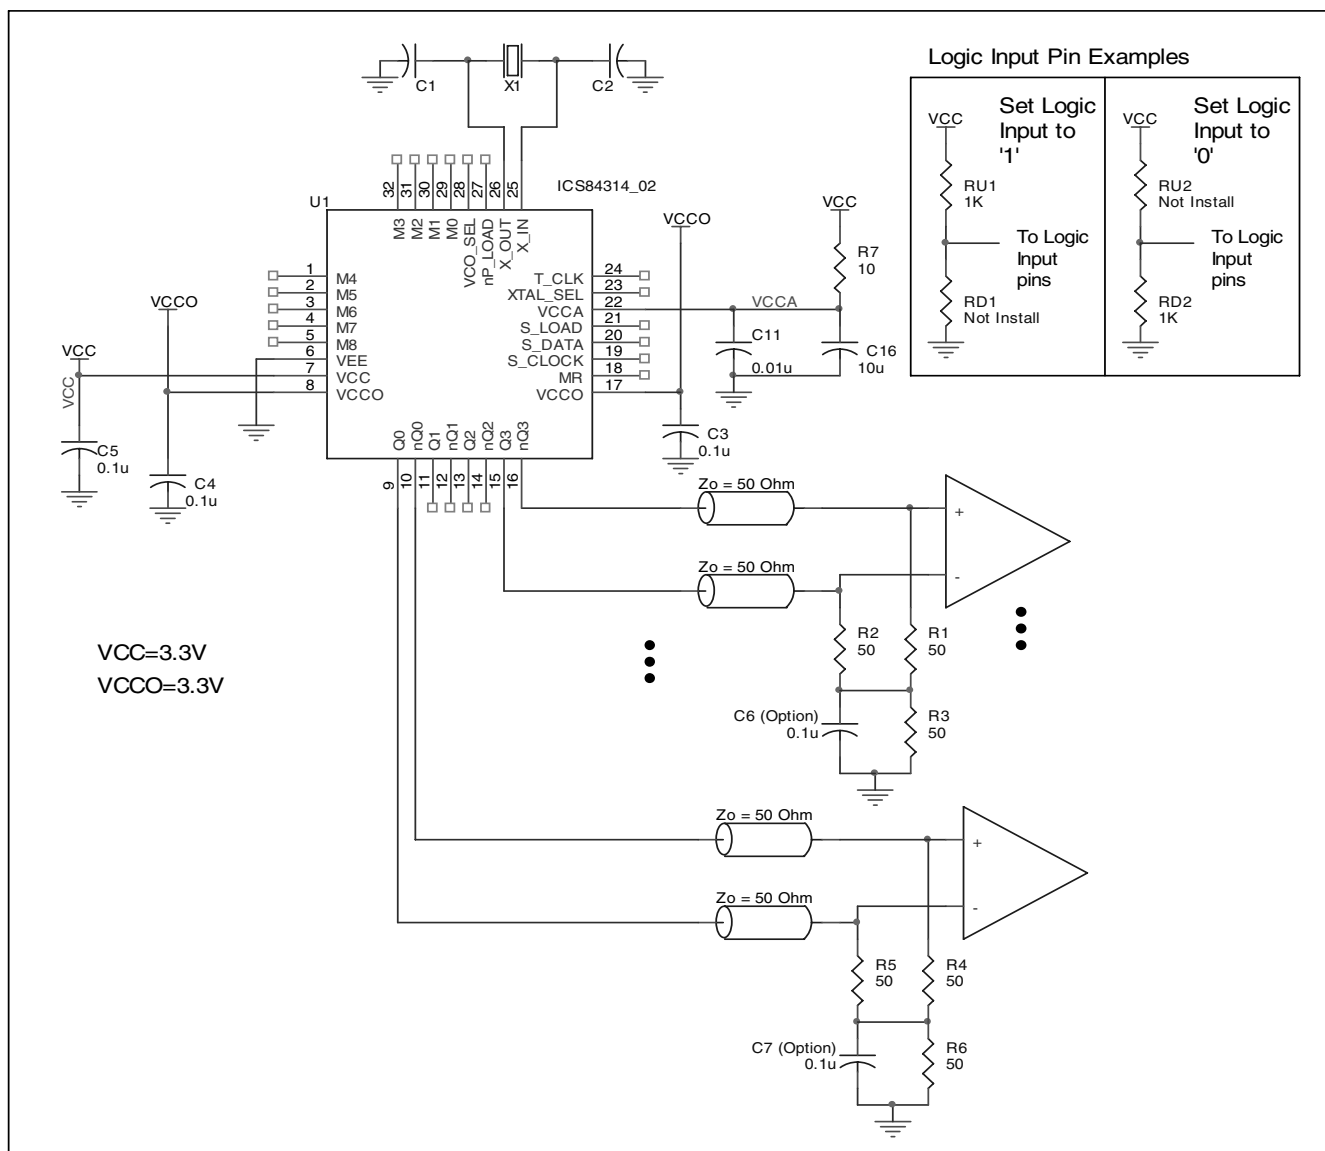 C1
X1
C2
Logic Input Pin Examples
VCC
Set Logic
Input to
'1'
RU1
1K
To Logic
Input
pins
RD1
Not Install
VCC
Set Logic
Input to
'0'
RU2
Not Install
To Logic
Input
pins
RD2
1K
U1
ICS84314_02
32
31
30
29
28
27
26
25
M3
M2
M1
M0
VCO_SEL
nP_LOAD
X_OUT
X_IN
1
2
3
4
5
6
7
8
M4
M5
M6
M7
M8
VEE
VCC
VCCO
T_CLK
XTAL_SEL
VCCA
S_LOAD
S_DATA
S_CLOCK
MR
VCCO
24
23
22
21
20
19
18
17
Q0
nQ0
Q1
nQ1
Q2
nQ2
Q3
nQ3
9
10
11
12
13
14
15
16
VCCO
VCC
R7
10
VCCA
C11
0.01u
C16
10u
VCCO
VCC
VCC
C5
0.1u
C4
0.1u
C3
0.1u
Zo = 50 Ohm
+
Zo = 50 Ohm
-
R2
50
R1
50
C6 (Option)
0.1u
R3
50
VCC=3.3V
VCCO=3.3V
Zo = 50 Ohm
+
Zo = 50 Ohm
-
R5
50
R4
50
C7 (Option)
0.1u
R6
50